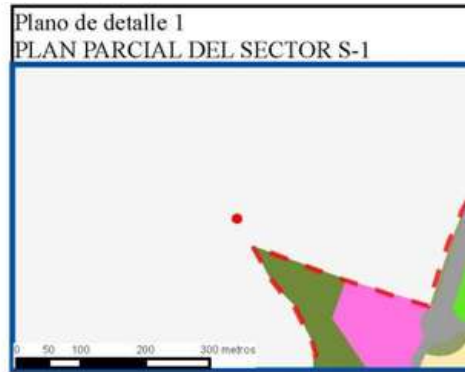 Plano de detalle 1
PLAN PARCIAL DEL SECTOR S-1
0 50 100 200 300 metros